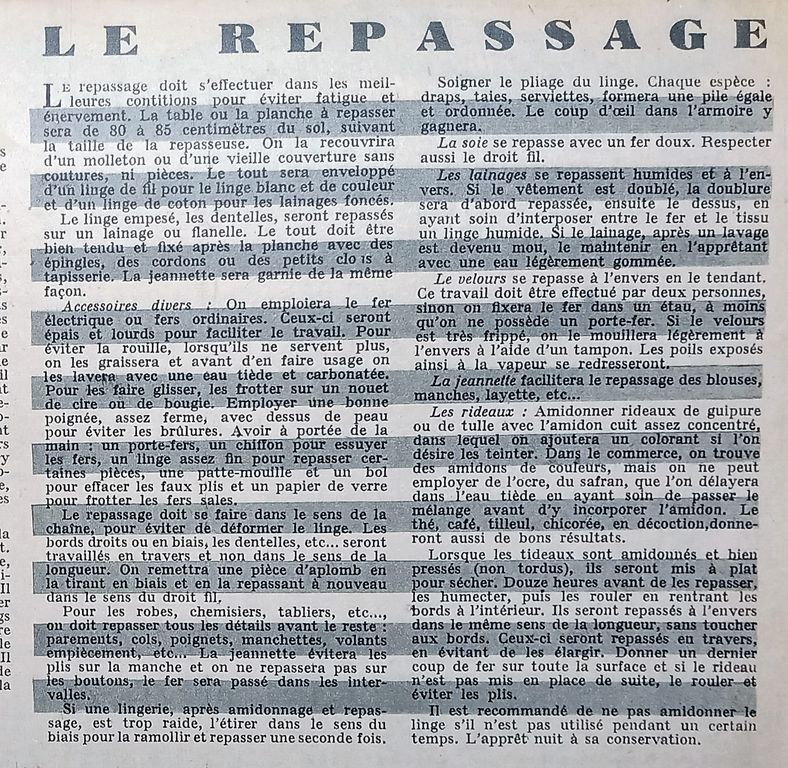 LE REPASSAGE
LE repassage doit s'effectuer dans les meil-
leures contitions pour éviter fatigue et
énervement. La table ou la planche à repasser
sera de 80 à 85 centimètres du sol, suivant
la taille de la repasseuse. On la recouvrira
d'un molleton ou d'une vieille couverture sans
coutures, ni pièces. Le tout sera enveloppé
d'un linge de fil pour le linge blanc et de couleur
et d'un linge de coton pour les lainages foncés.
Le linge empesé, les dentelles, seront repassés
sur un lainage ou flanelle. Le tout doit être
bien tendu et fixé après la planche avec des
épingles, des cordons ou des petits clo is à
tapisserie. La jeannette sera garnie de la même
façon.
Accessoires divers : On emploiera le fer
électrique ou fers ordinaires. Ceux-ci seront
épais et lourds pour faciliter le travail. Pour
éviter la rouille, lorsqu'ils ne servent plus,
on les graissera et avant d'en faire usage on
les lavera avec une eau tiède et carbonatée.
Pour les faire glisser, les frotter sur un nouet
de cire ou de bougie. Employer une bonne
poignée, assez ferme, avec dessus de peau
pour éviter les brûlures. Avoir à portée de la
main : un porte-fers, un chiffon pour essuyer
les fers, un linge assez fin pour repasser cer-
taines pièces, une patte-mouille et un bol
pour effacer les faux plis et un papier de verre
pour frotter les fers sales.
Le repassage doit se faire dans le sens de la
chaîne, pour éviter de déformer le linge. Les
bords droits ou en biais, les dentelles, etc... seront
travaillés en travers et non dans le sens de la
longueur. On remettra une pièce d'aplomb en
la tirant en biais et en la repassant à nouveau
dans le sens du droit fil,
Pour les robes, chemisiers, tabliers, etc...,
on doit repasser tous les détails avant le reste :
parements, cols, poignets, manchettes, volants
empiècement, etc... La jeannette évitera les
plis sur la manche et on ne repassera pas sur
les boutons, le fer sera passé dans les inter-
valles.
Si une lingerie, après amidonnage et repas-
sage, est trop raide, l'étirer dans le sens du
biais pour la ramollir et repasser une seconde fois.
Soigner le pliage du linge. Chaque espèce :
draps, taies, serviettes, formera une pile égale
et ordonnée. Le coup d'œil dans l'armoire y
gagnera.
La soie se repasse avec un fer doux. Respecter
aussi le droit fil.
Les lainages se repassent humides et à l'en-
vers. Si le vêtement est doublé, la doublure
sera d'abord repassée, ensuite le dessus, en
ayant soin d'interposer entre le fer et le tissu
un linge humide. Si le lainage, après un lavage
est devenu mou, le maintenir en l'apprêtant
avec une eau légèrement gommée.
Le velours se repasse à l'envers en le tendant.
Ce travail doit être effectué par deux personnes,
sinon on fixera le fer dans un étau, à moins
qu'on ne possède un porte-fer. Si le velours
est très frippé, on le mouillera légèrement à
l'envers à l'aide d'un tampon. Les poils exposés
ainsi à la vapeur se redresseront.
La jeannette facilitera le repassage des blouses,
manches, layette, etc...
Les rideaux : Amidonner rideaux de guipure
ou de tulle avec l'amidon cuit assez concentré,
dans lequel on ajoutera un colorant si l'on
désire les teinter. Dans le commerce, on trouve
des amidons de couleurs, mais on ne peut
employer de l'ocre, du safran, que l'on délayera
dans l'eau tiède en ayant soin de passer le
mélange avant d'y incorporer l'amidon. Le
thé, café, tilleul, chicorée, en décoction,donne-
ront aussi de bons résultats.
Lorsque les tideaux sont amidonnés et bien
pressés (non tordus), ils seront mis à plat
pour sécher. Douze heures avant de les repasser,
les humecter, puis les rouler en rentrant les
bords à l'intérieur. Ils seront repassés à l'envers
dans le même sens de la longueur, sans toucher
aux bords. Ceux-ci seront repassés en travers,
en évitant de les élargir. Donner un dernier
coup de fer sur toute la surface et si le rideau
n'est pas mis en place de suite, le rouler et
éviter les plis.
Il est recommandé de ne pas amidonner le
linge s'il n'est pas utilisé pendant un certain
temps. L'apprêt nuit à sa conservation.